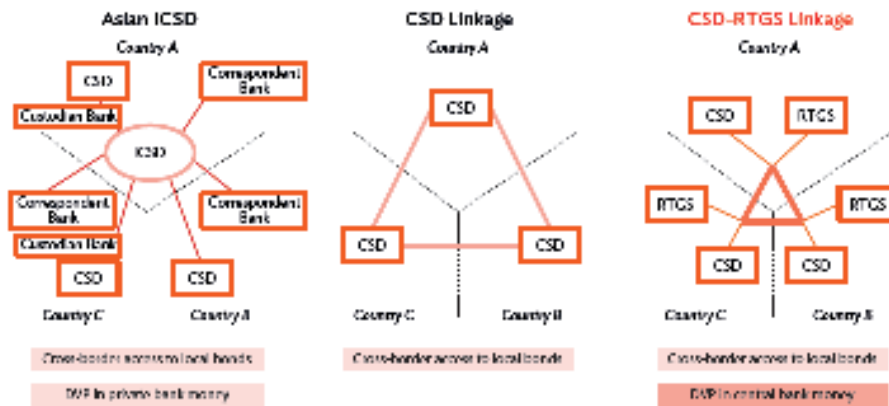 Asian ICSD
Country A
CSD
Custodian Bank
Correspondent
Bank
ICSD
Correspondent
Bank
Custodian Bank
CSD
Correspondent
Bank
CSD
Country C
Country B
Cross-border access to local bonds
DVP in private bank money
CSD Linkage
Country A
CSD
CSD
CSD
Country C
Country B
Cross-border access to local bonds
CSD-RTGS Linkage
Country A
CSD
RTGS
RTGS
RTGS
CSD
CSD
Country C
Country B
Cross-border access to local bonds
DVP in central bank money